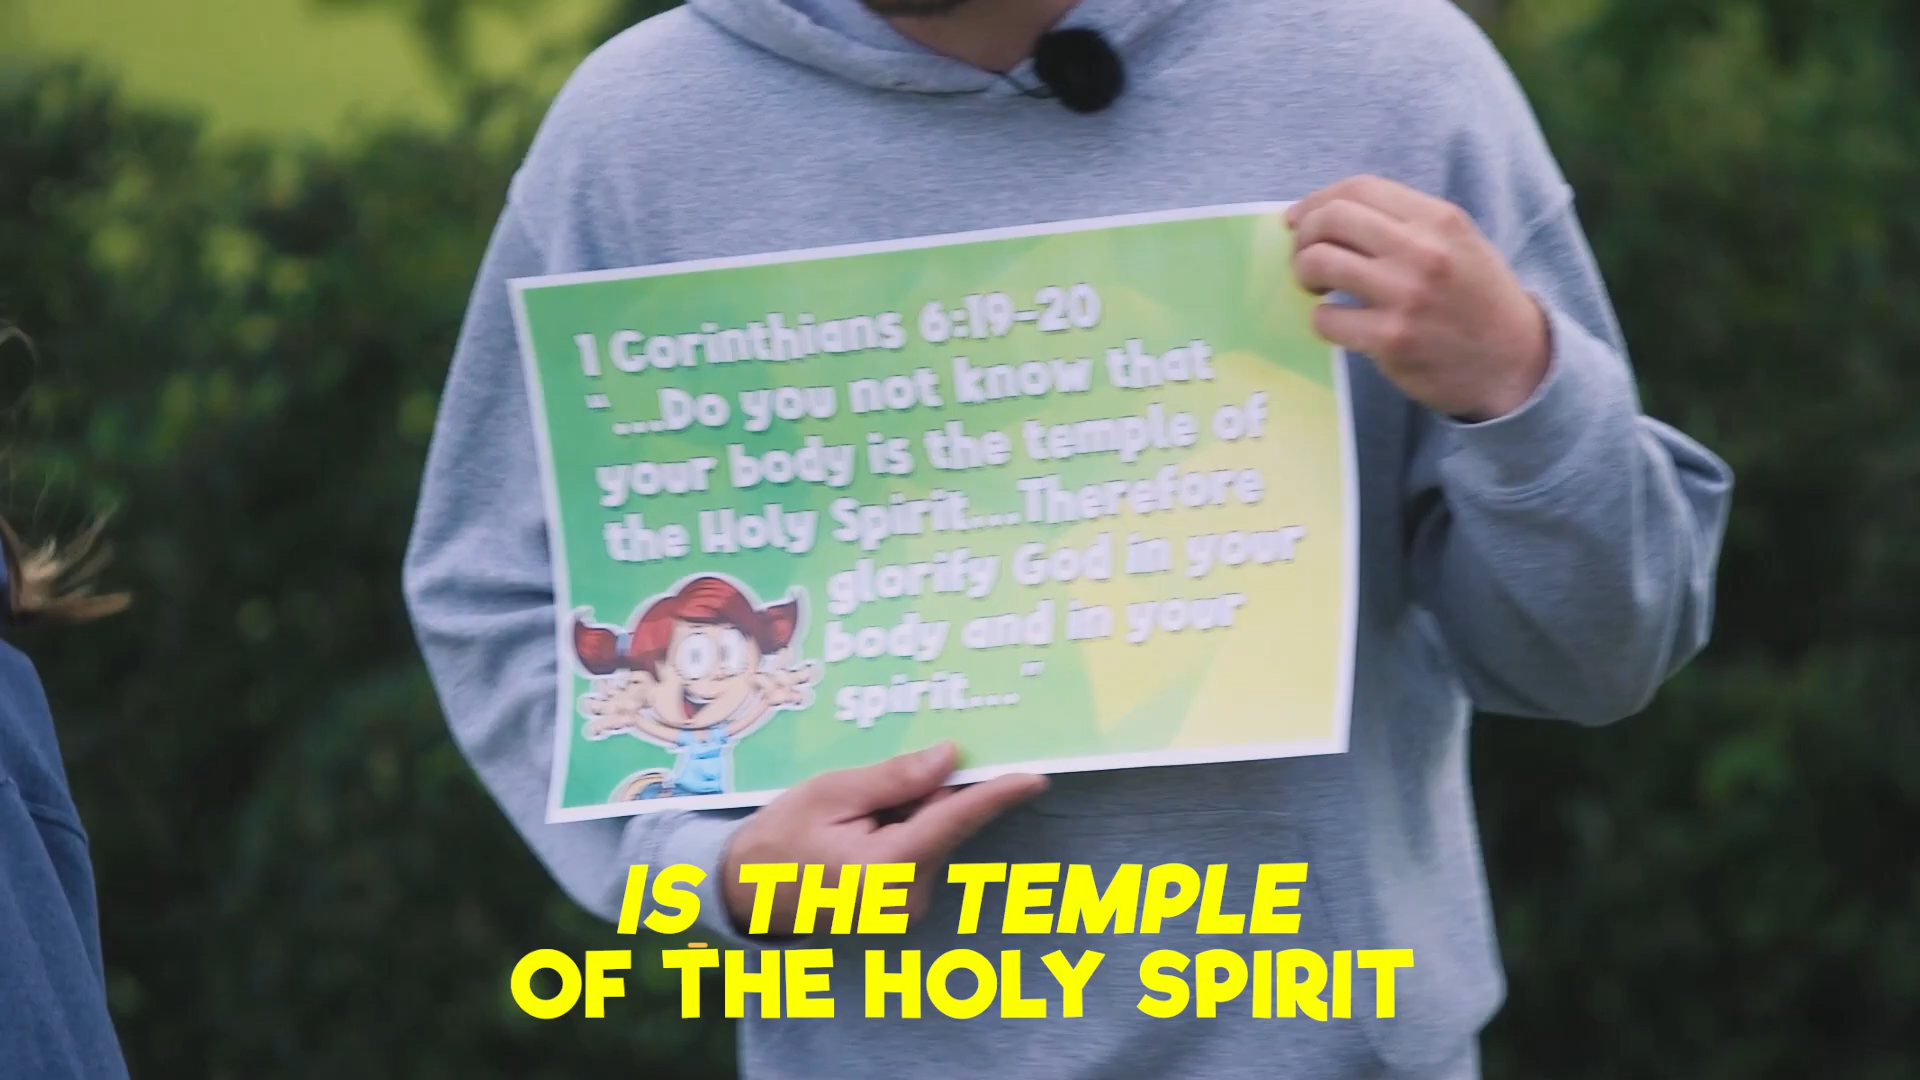 1 Corinthians 6:19-20
"...Do you not know that
your body is the temple of
the Holy Spirit...Therefore
glorify God in your
body and in your
spirit..."
IS THE TEMPLE
OF THE HOLY SPIRIT